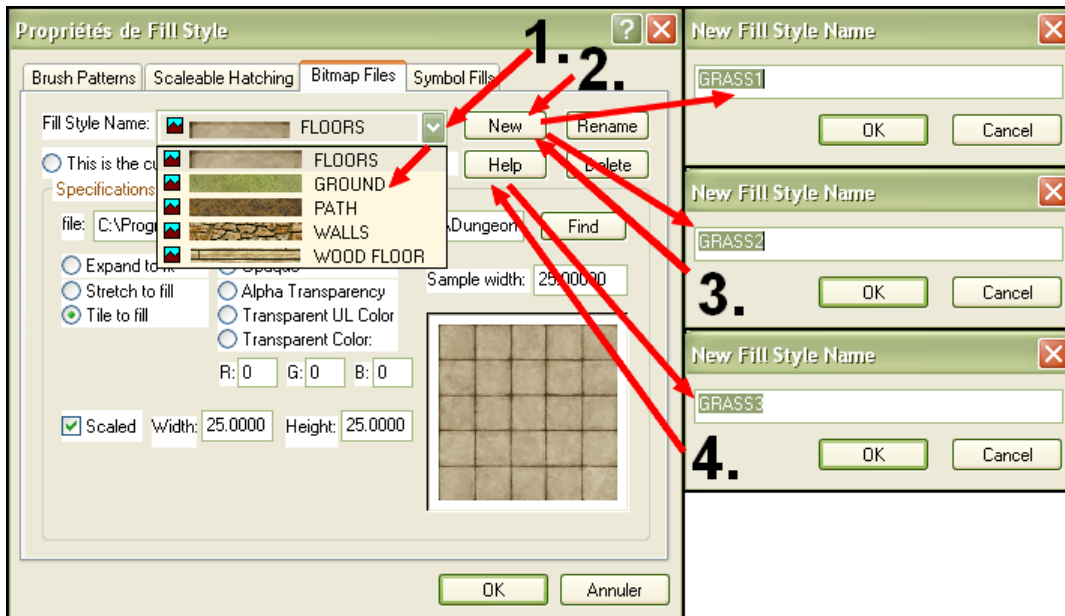 Propriétés de Fill Style
1.
Brush Patterns
Scaleable Hatching
Bitmap Files
Symbol Fills
2.
Fill Style Name:
FLOORS
New
Rename
This is the cu
Help
Delete
FLOORS
GROUND
PATH
WALLS
WOOD FLOOR
Specifications
file:
C:\Progr
\Dungeon
Find
Expand to fit
Stretch to fill
Tile to fill
Opaque
Alpha Transparency
Transparent UL Color
Transparent Color:
Sample width:
25.00000
R: 0
G: 0
B: 0
Scaled
Width: 25.0000
Height: 25.0000
OK
Annuler
New Fill Style Name
GRASS1
OK
Cancel
New Fill Style Name
GRASS2
3.
OK
Cancel
New Fill Style Name
GRASS3
4.
OK
Cancel